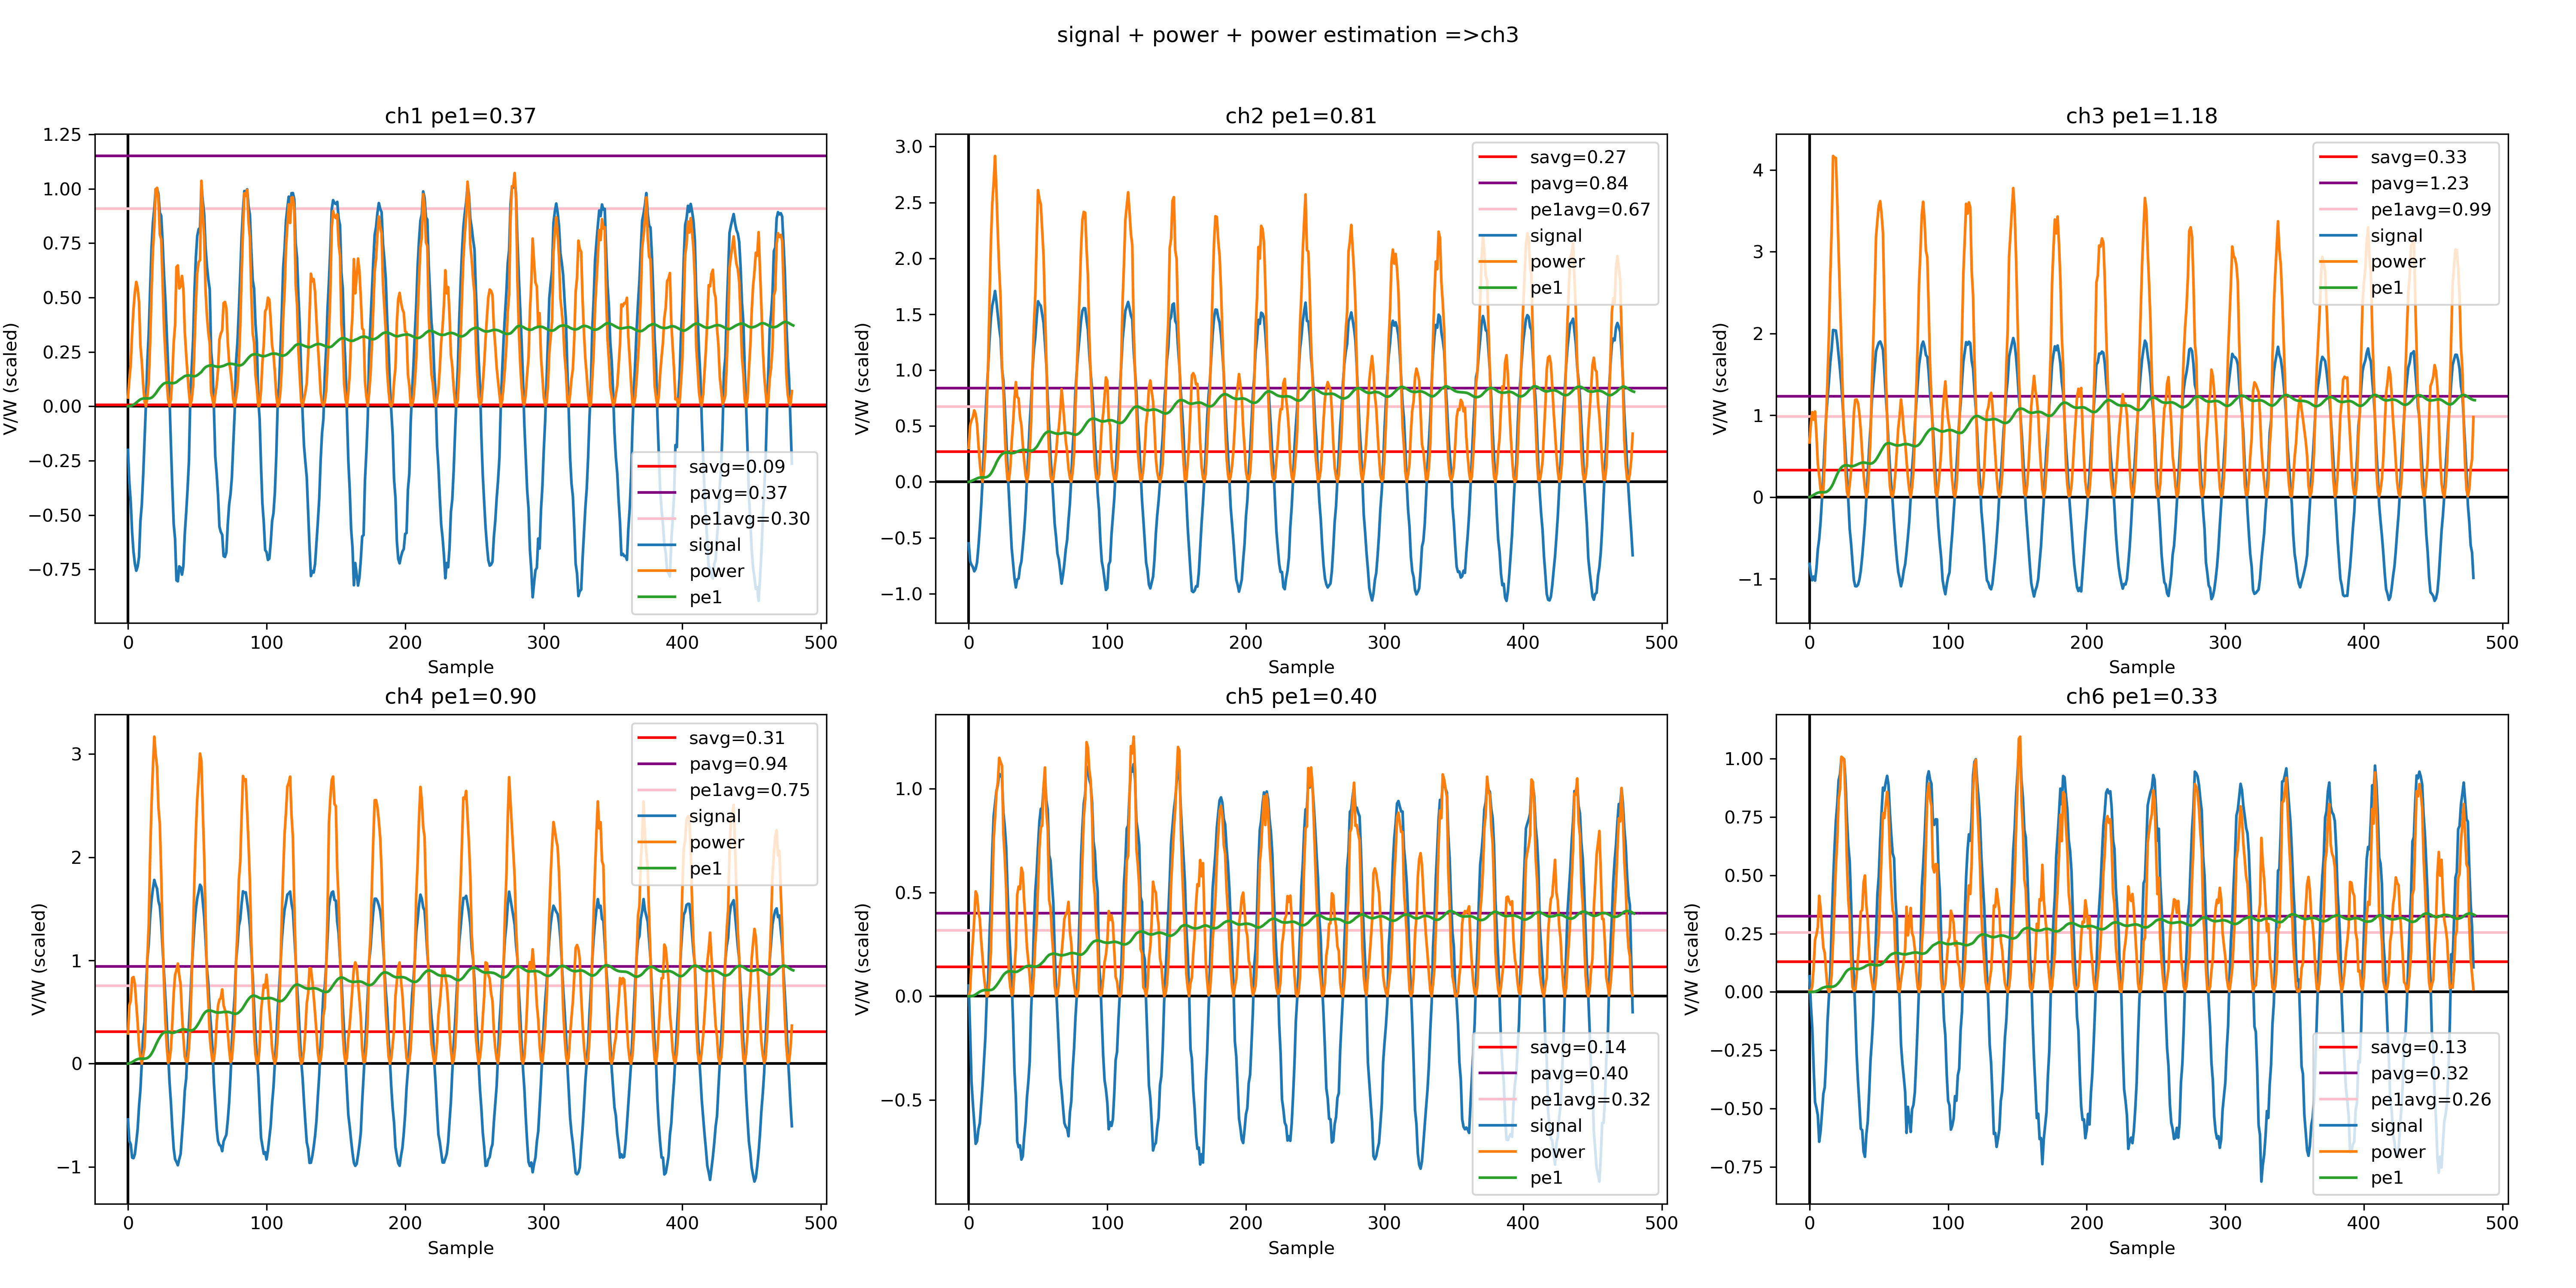 signal + power + power estimation =>ch3
ch1 pe1=0.37
1.25
1.00
0.75
0.50
0.25
0.00
−0.25
−0.50
−0.75
V/W (scaled)
savg=0.09
pavg=0.37
pe1avg=0.30
signal
power
pe1
0 100 200 300 400 500
Sample
ch2 pe1=0.81
3.0
2.5
2.0
1.5
1.0
0.5
0.0
−0.5
−1.0
V/W (scaled)
savg=0.27
pavg=0.84
pe1avg=0.67
signal
power
pe1
0 100 200 300 400 500
Sample
ch3 pe1=1.18
4
3
2
1
0
−1
V/W (scaled)
savg=0.33
pavg=1.23
pe1avg=0.99
signal
power
pe1
0 100 200 300 400 500
Sample
ch4 pe1=0.90
3
2
1
0
−1
V/W (scaled)
savg=0.31
pavg=0.94
pe1avg=0.75
signal
power
pe1
0 100 200 300 400 500
Sample
ch5 pe1=0.40
1.0
0.5
0.0
−0.5
V/W (scaled)
savg=0.14
pavg=0.40
pe1avg=0.32
signal
power
pe1
0 100 200 300 400 500
Sample
ch6 pe1=0.33
1.00
0.75
0.50
0.25
0.00
−0.25
−0.50
−0.75
V/W (scaled)
savg=0.13
pavg=0.32
pe1avg=0.26
signal
power
pe1
0 100 200 300 400 500
Sample